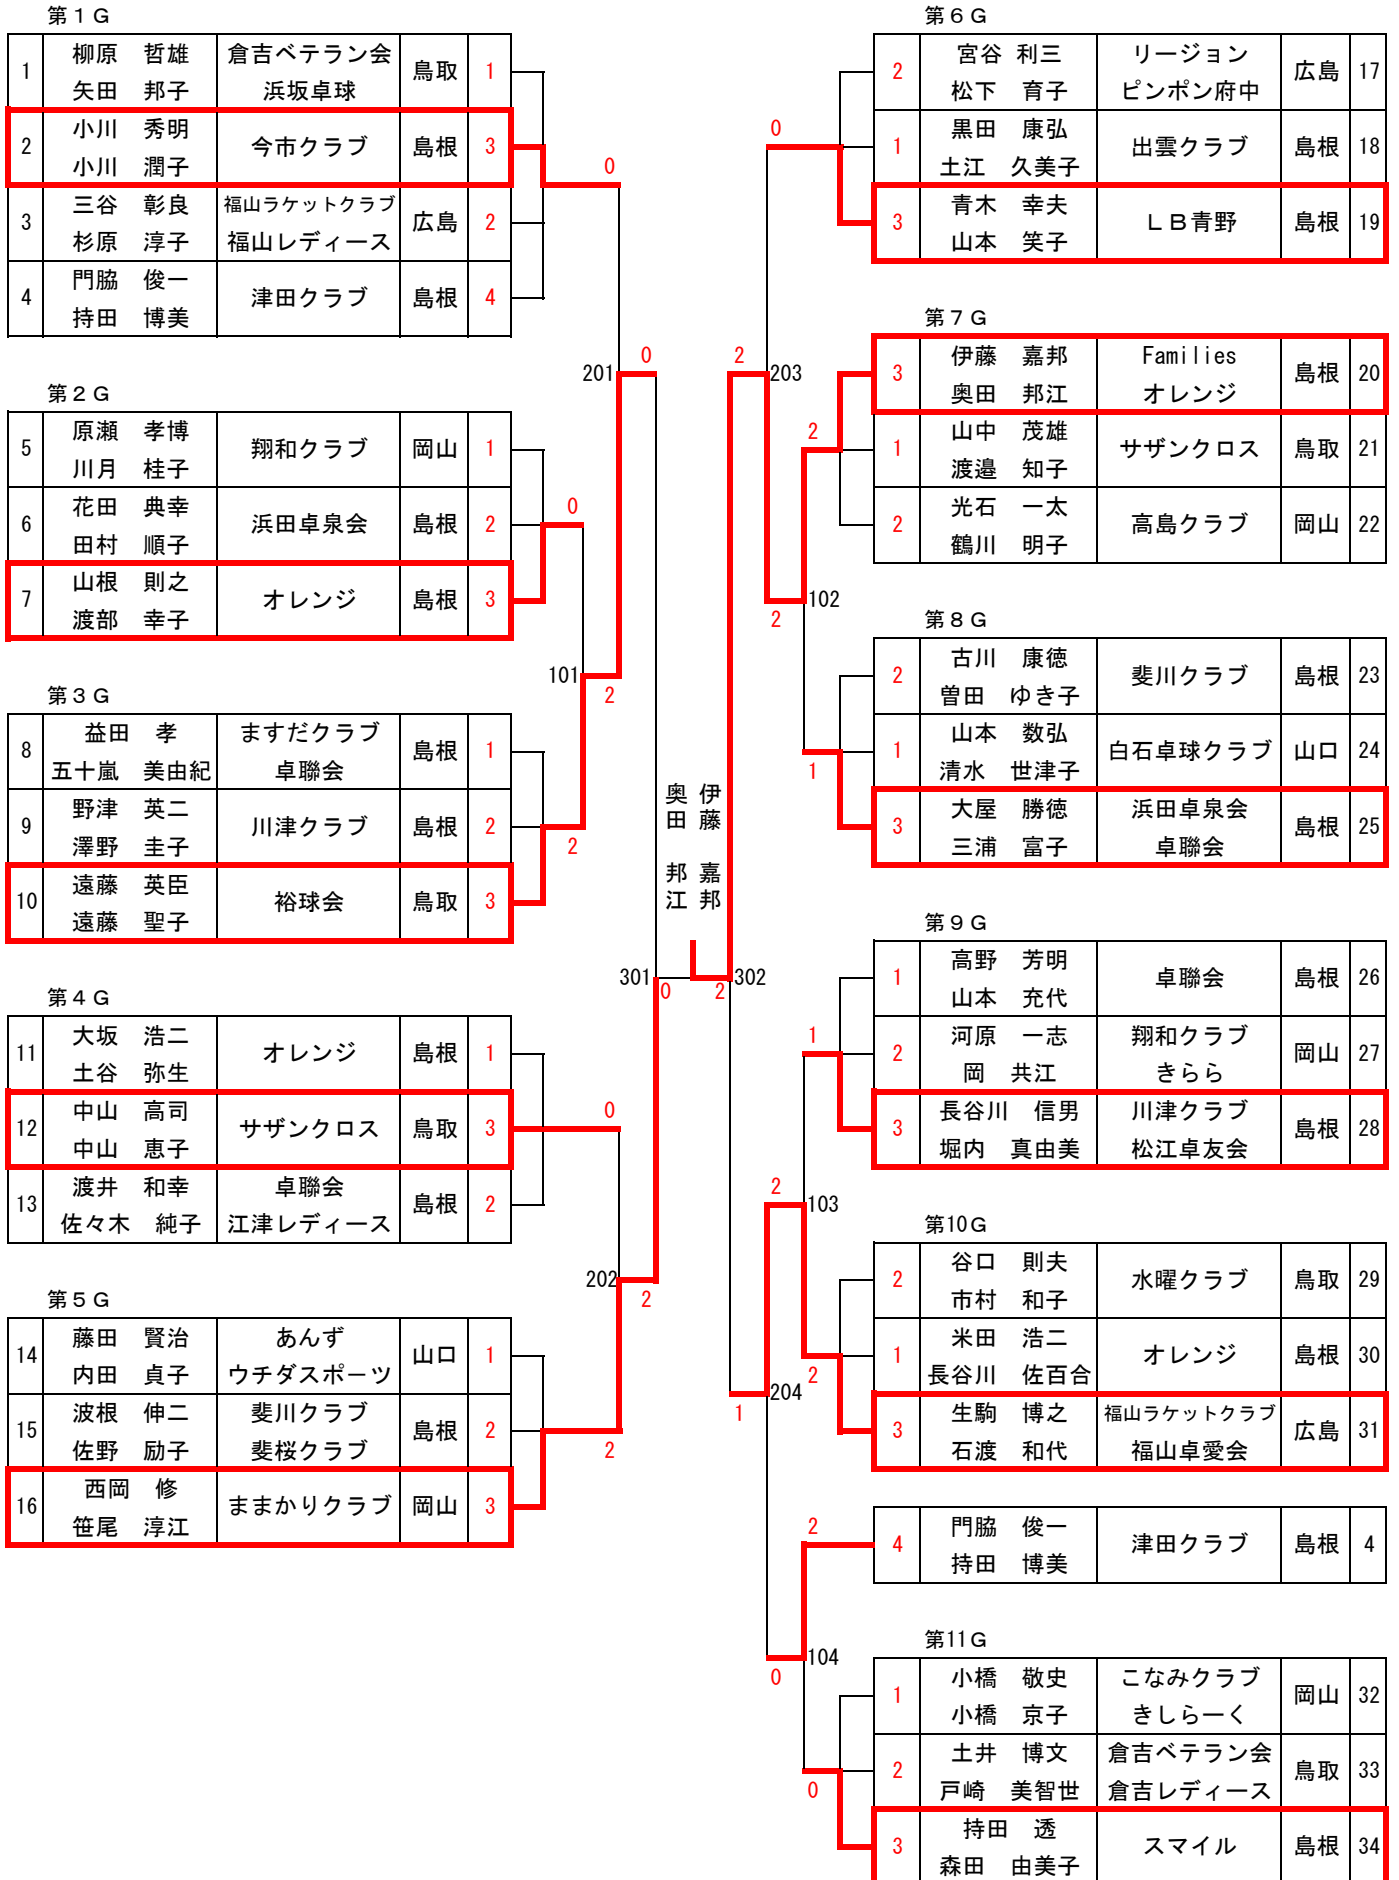 第１Ｇ
1 柳原　哲雄 倉吉ベテラン会 鳥取 1
矢田　邦子 浜坂卓球
2 小川　秀明 今市クラブ 島根 3
小川　潤子
3 三谷　彰良 福山ラケットクラブ 広島 2
杉原　淳子 福山レディース
4 門脇　俊一 津田クラブ 島根 4
持田　博美
第２Ｇ
5 原瀬　孝博 翔和クラブ 岡山 1
川月　桂子
6 花田　典幸 浜田卓泉会 島根 2
田村　順子
7 山根　則之 オレンジ 島根 3
渡部　幸子
第３Ｇ
8 益田　孝 ますだクラブ 島根 1
五十嵐　美由紀 卓聯会
9 野津　英二 川津クラブ 島根 2
澤野　圭子
10 遠藤　英臣 裕球会 鳥取 3
遠藤　聖子
第４Ｇ
11 大坂　浩二 オレンジ 島根 1
土谷　弥生
12 中山　高司 サザンクロス 鳥取 3
中山　恵子
13 渡井　和幸 卓聯会 島根 2
佐々木　純子 江津レディース
第５Ｇ
14 藤田　賢治 あんず 山口 1
内田　貞子 ウチダスポーツ
15 波根　伸二 斐川クラブ 島根 2
佐野　励子 斐桜クラブ
16 西岡　修 ままかりクラブ 岡山 3
笹尾　淳江
0
201
0
0
101
2
2
301
0
0
202
2
2
伊藤　嘉邦
奥田　邦江
2
302
0
2
203
2
102
2
1
1
2
103
2
1
204
2
0
104
0
第６Ｇ
2 宮谷 利三 リージョン 広島 17
松下　育子 ピンポン府中
1 黒田　康弘 出雲クラブ 島根 18
土江　久美子
3 青木　幸夫 ＬＢ青野 島根 19
山本　笑子
第７Ｇ
3 伊藤　嘉邦 Families 島根 20
奥田　邦江 オレンジ
1 山中　茂雄 サザンクロス 鳥取 21
渡邉　知子
2 光石　一太 高島クラブ 岡山 22
鶴川　明子
第８Ｇ
2 古川　康徳 斐川クラブ 島根 23
曽田　ゆき子
1 山本　数弘 白石卓球クラブ 山口 24
清水　世津子
3 大屋　勝徳 浜田卓泉会 島根 25
三浦　富子 卓聯会
第９Ｇ
1 高野　芳明 卓聯会 島根 26
山本　充代
2 河原　一志 翔和クラブ 岡山 27
岡　共江 きらら
3 長谷川　信男 川津クラブ 島根 28
堀内　真由美 松江卓友会
第10Ｇ
2 谷口　則夫 水曜クラブ 鳥取 29
市村　和子
1 米田　浩二 オレンジ 島根 30
長谷川　佐百合
3 生駒　博之 福山ラケットクラブ 広島 31
石渡　和代 福山卓愛会
4 門脇　俊一 津田クラブ 島根 4
持田　博美
第11Ｇ
1 小橋　敬史 こなみクラブ 岡山 32
小橋　京子 きしらーく
2 土井　博文 倉吉ベテラン会 鳥取 33
戸崎　美智世 倉吉レディース
3 持田　透 スマイル 島根 34
森田　由美子